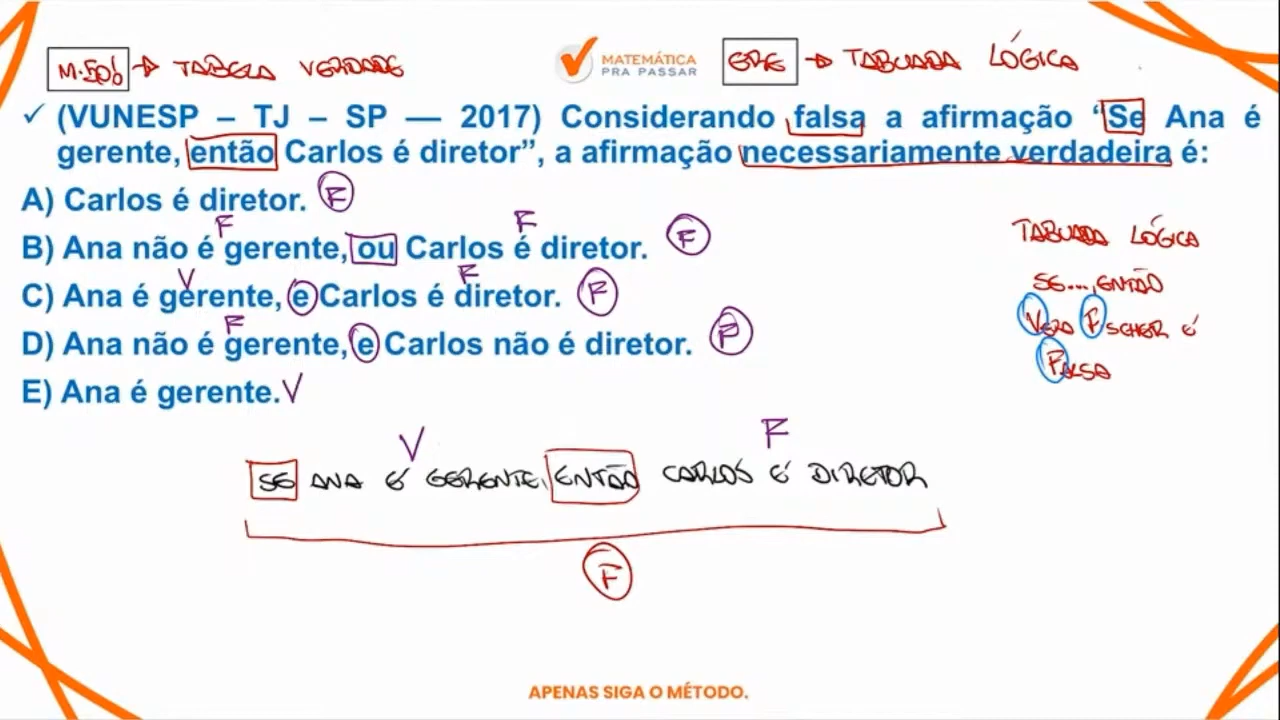 M.FOO → TABELA VERDADE
MATEMÁTICA
PRA PASSAR
→ TABUADA LÓGICA
✓ (VUNESP – TJ – SP — 2017) Considerando falsa a afirmação “Se Ana é
gerente, então Carlos é diretor”, a afirmação necessariamente verdadeira é:
A) Carlos é diretor. F
F F
B) Ana não é gerente, ou Carlos é diretor. F
V F
C) Ana é gerente, e Carlos é diretor. F
F
D) Ana não é gerente, e Carlos não é diretor. F
E) Ana é gerente. V
TABUADA LÓGICA
SE..., ENTÃO
VERA FISCHER É
FALSA
V F
SE ANA É GERENTE, ENTÃO CARLOS É DIRETOR
F
APENAS SIGA O MÉTODO.